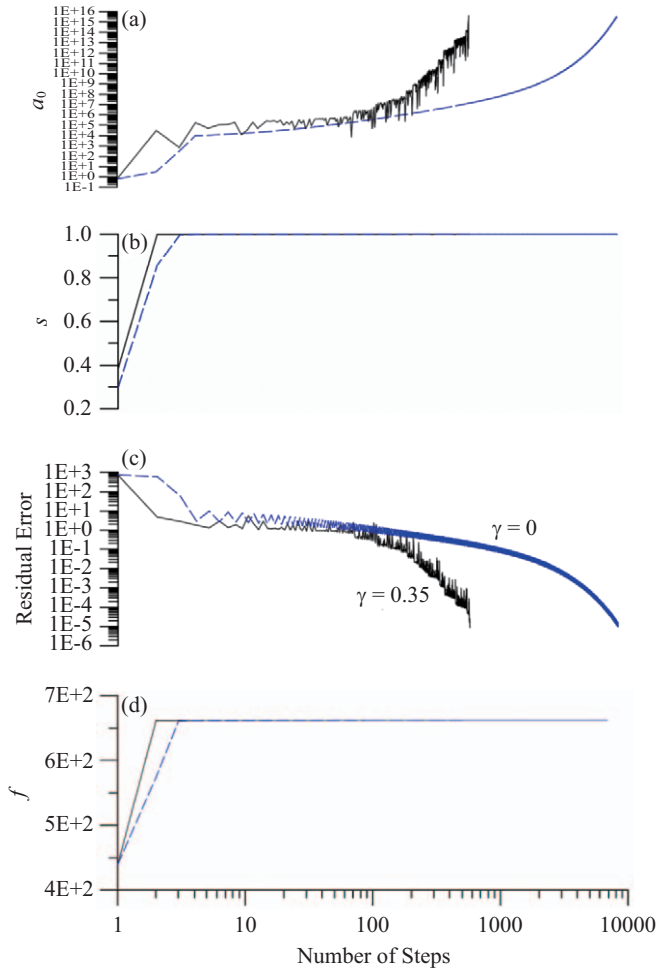 (a)
1E+16
1E+15
1E+14
1E+13
1E+12
1E+11
1E+10
1E+9
1E+8
1E+7
1E+6
1E+5
1E+4
1E+3
1E+2
1E+1
1E+0
1E-1
a0
(b)
1.0
0.8
0.6
0.4
0.2
s
(c)
1E+3
1E+2
1E+1
1E+0
1E-1
1E-2
1E-3
1E-4
1E-5
1E-6
Residual Error
γ = 0
γ = 0.35
(d)
7E+2
6E+2
5E+2
4E+2
f
1 10 100 1000 10000
Number of Steps